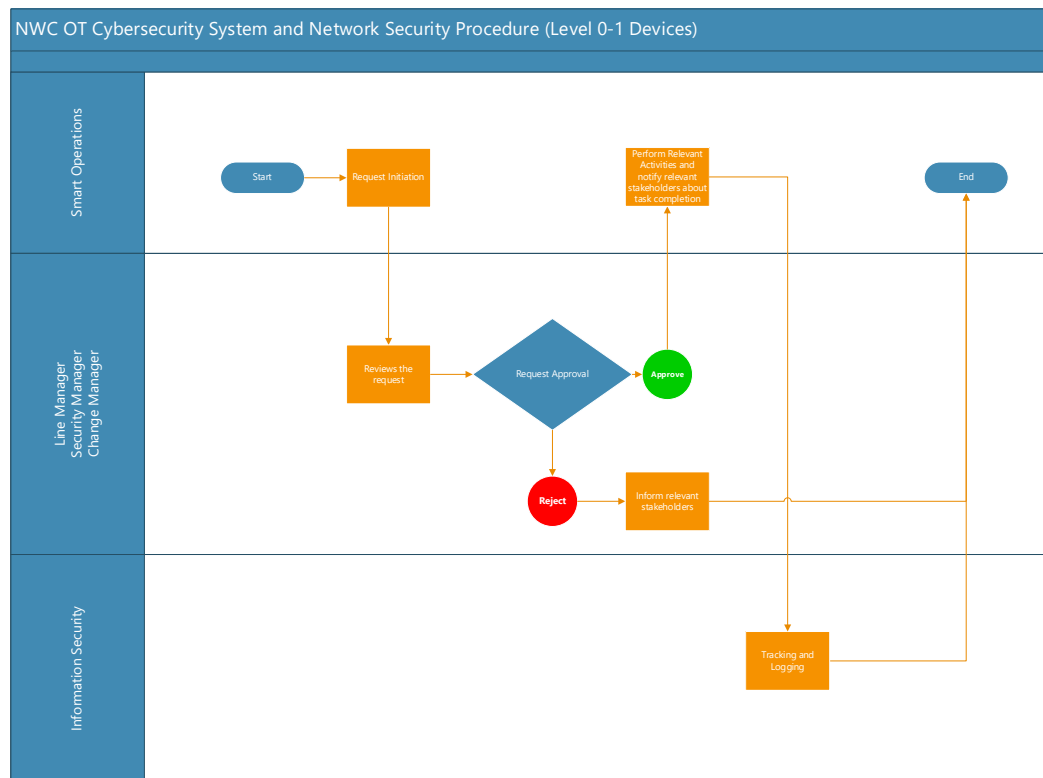 NWC OT Cybersecurity System and Network Security Procedure (Level 0-1 Devices)
Smart Operations
Start
Request Initiation
Perform Relevant
Activities and
notify relevant
stakeholders about
task completion
End
Line Manager
Security Manager
Change Manager
Reviews the
request
Request Approval
Approve
Reject
Inform relevant
stakeholders
Information Security
Tracking and
Logging